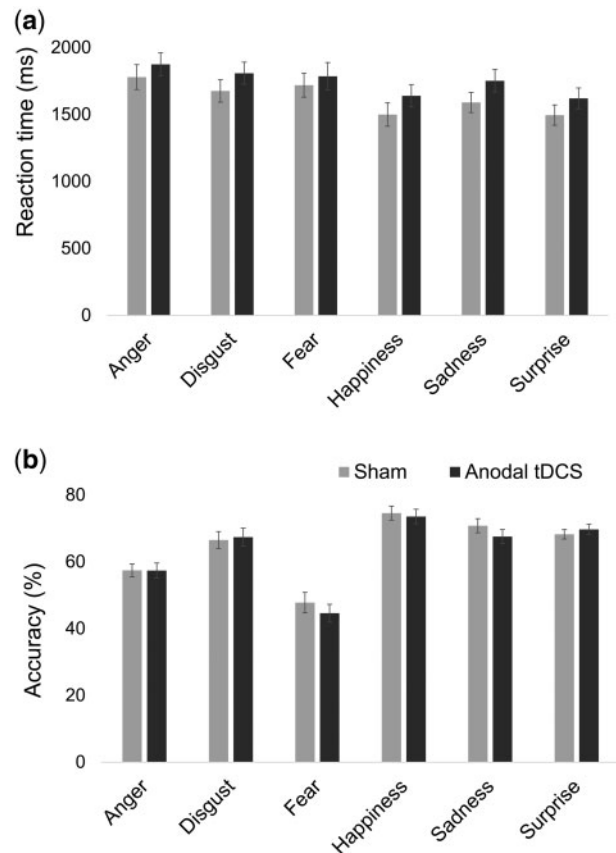 (a)
Reaction time (ms)
2000
1500
1000
500
0
Anger
Disgust
Fear
Happiness
Sadness
Surprise
(b)
Sham
Anodal tDCS
Accuracy (%)
80
60
40
20
0
Anger
Disgust
Fear
Happiness
Sadness
Surprise